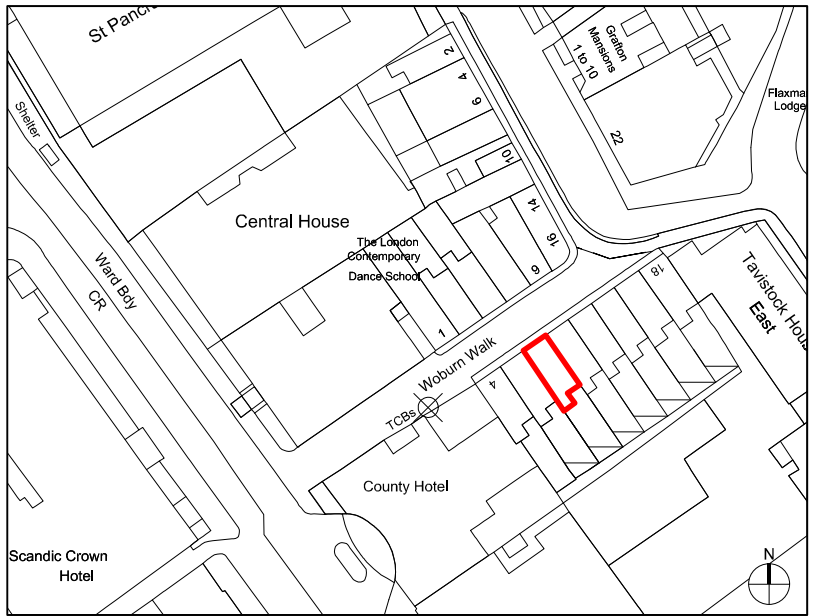 St Pancr
2
4
6
10
14
16
6
1
Grafton
Mansions
1 to 10
22
Flaxma
Lodge
Shelter
Central House
The London
Contemporary
Dance School
Ward Bdy
CR
Woburn Walk
TCBs
4
18
Tavistock Hou
East
County Hotel
Scandic Crown
Hotel
N